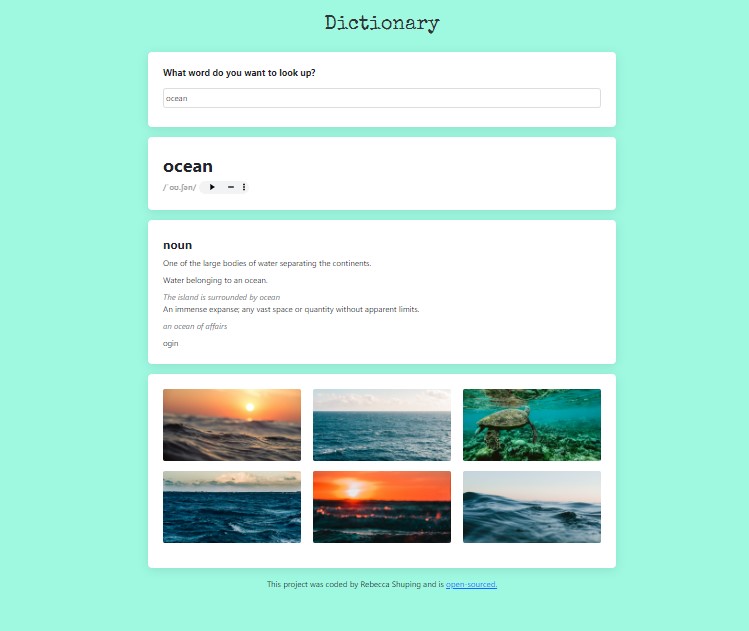 Dictionary
What word do you want to look up?
ocean
ocean
/ˈoʊ.ʃən/
noun
One of the large bodies of water separating the continents.
Water belonging to an ocean.
The island is surrounded by ocean
An immense expanse; any vast space or quantity without apparent limits.
an ocean of affairs
ogin
This project was coded by Rebecca Shuping and is open-sourced.